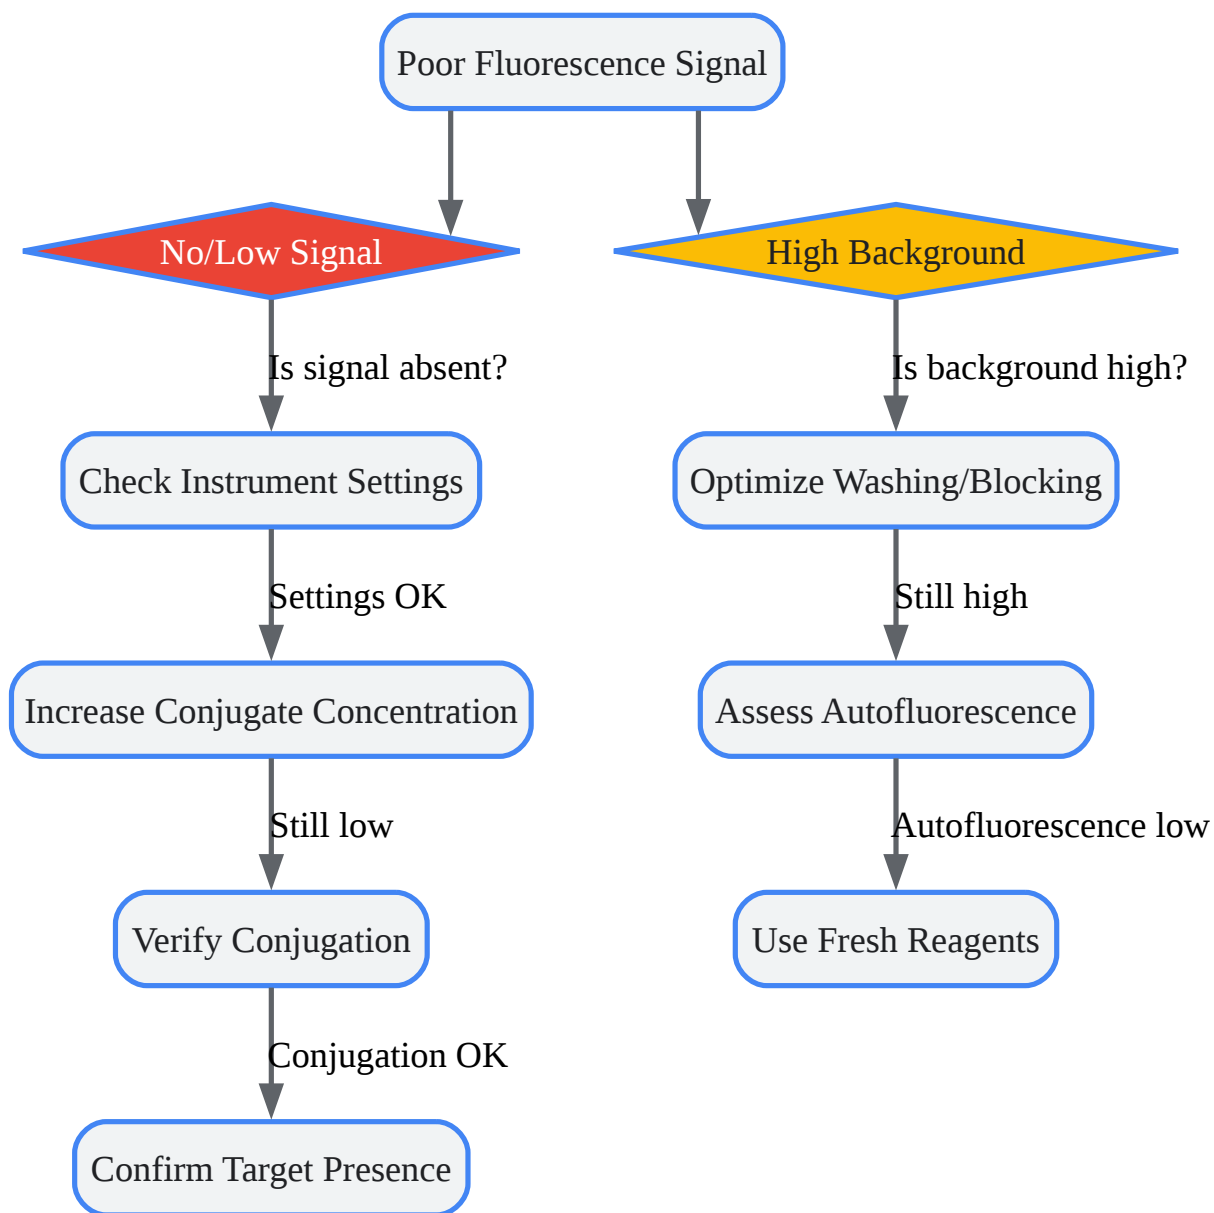 Poor Fluorescence Signal
No/Low Signal
High Background
Is signal absent?
Is background high?
Check Instrument Settings
Optimize Washing/Blocking
Settings OK
Still high
Increase Conjugate Concentration
Assess Autofluorescence
Still low
Autofluorescence low
Verify Conjugation
Use Fresh Reagents
Conjugation OK
Confirm Target Presence